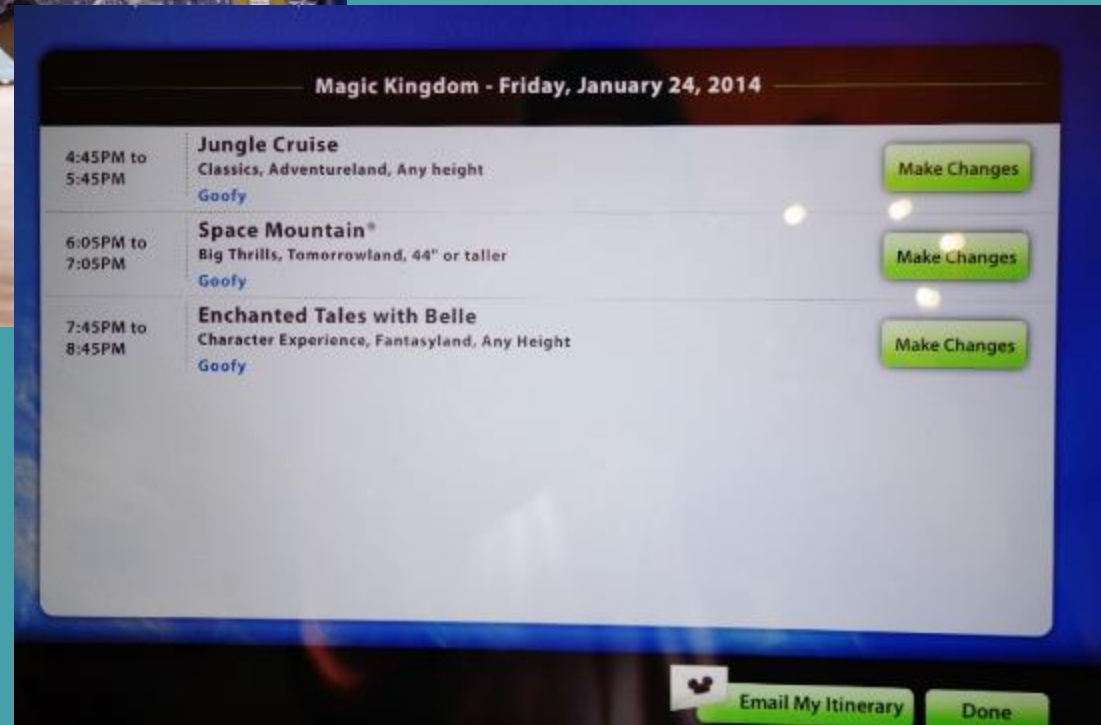 Magic Kingdom - Friday, January 24, 2014
4:45PM to
5:45PM
Jungle Cruise
Classics, Adventureland, Any height
Goofy
Make Changes
6:05PM to
7:05PM
Space Mountain®
Big Thrills, Tomorrowland, 44" or taller
Goofy
Make Changes
7:45PM to
8:45PM
Enchanted Tales with Belle
Character Experience, Fantasyland, Any Height
Goofy
Make Changes
Email My Itinerary
Done